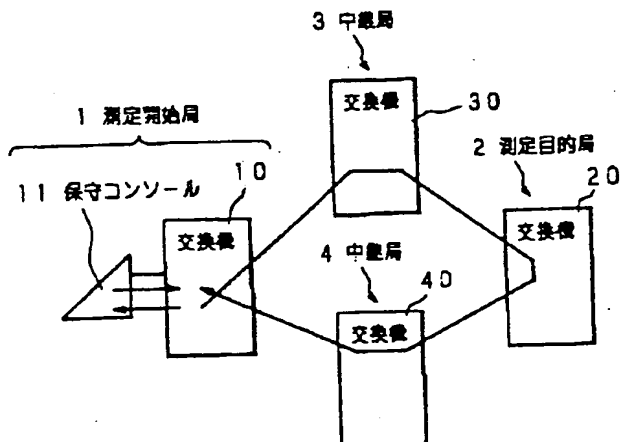 3 中継局
交換機
30
1 測定開始局
2 測定目的局
11 保守コンソール
10
20
交換機
交換機
4 中継局
40
交換機